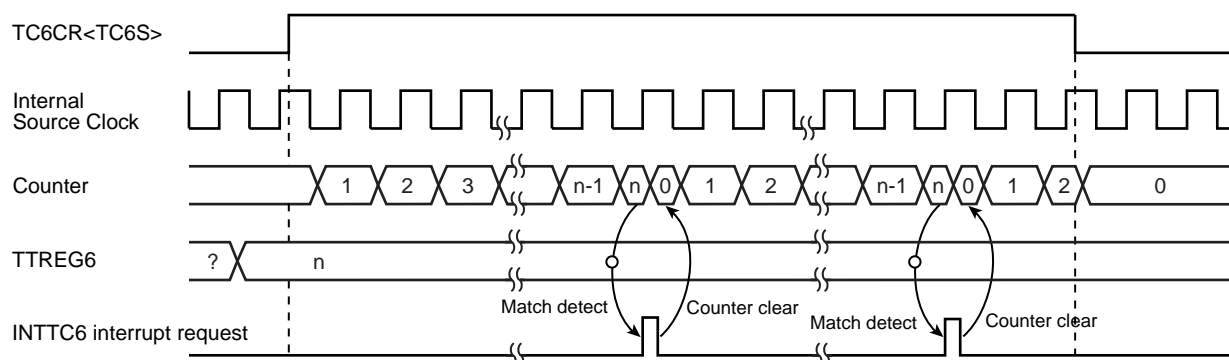 TC6CR<TC6S>
Internal
Source Clock
Counter
1 2 3 n-1 n 0 1 2 n-1 n 0 1 2 0
TTREG6
? n
Match detect Counter clear Match detect Counter clear
INTTC6 interrupt request